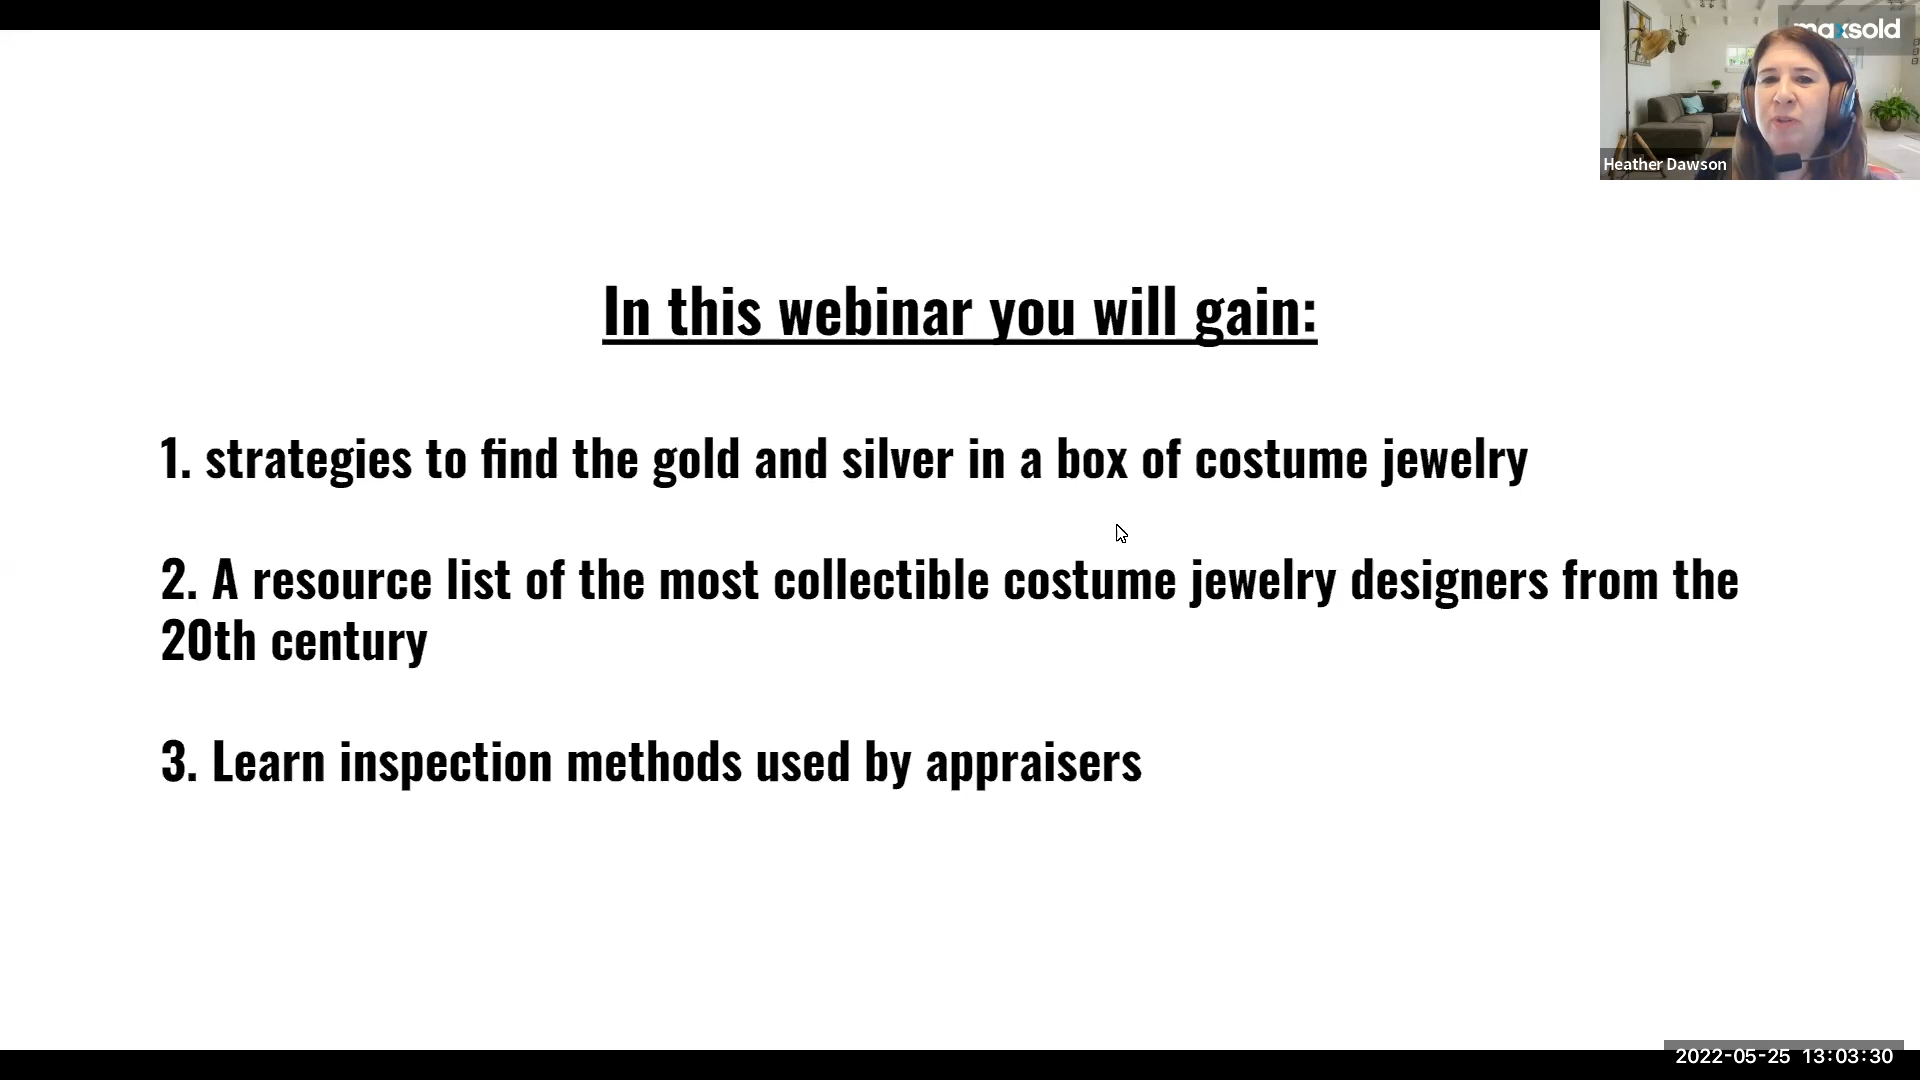 maxsold
Heather Dawson
In this webinar you will gain:
1. strategies to find the gold and silver in a box of costume jewelry
2. A resource list of the most collectible costume jewelry designers from the
20th century
3. Learn inspection methods used by appraisers
2022-05-25 13:03:30